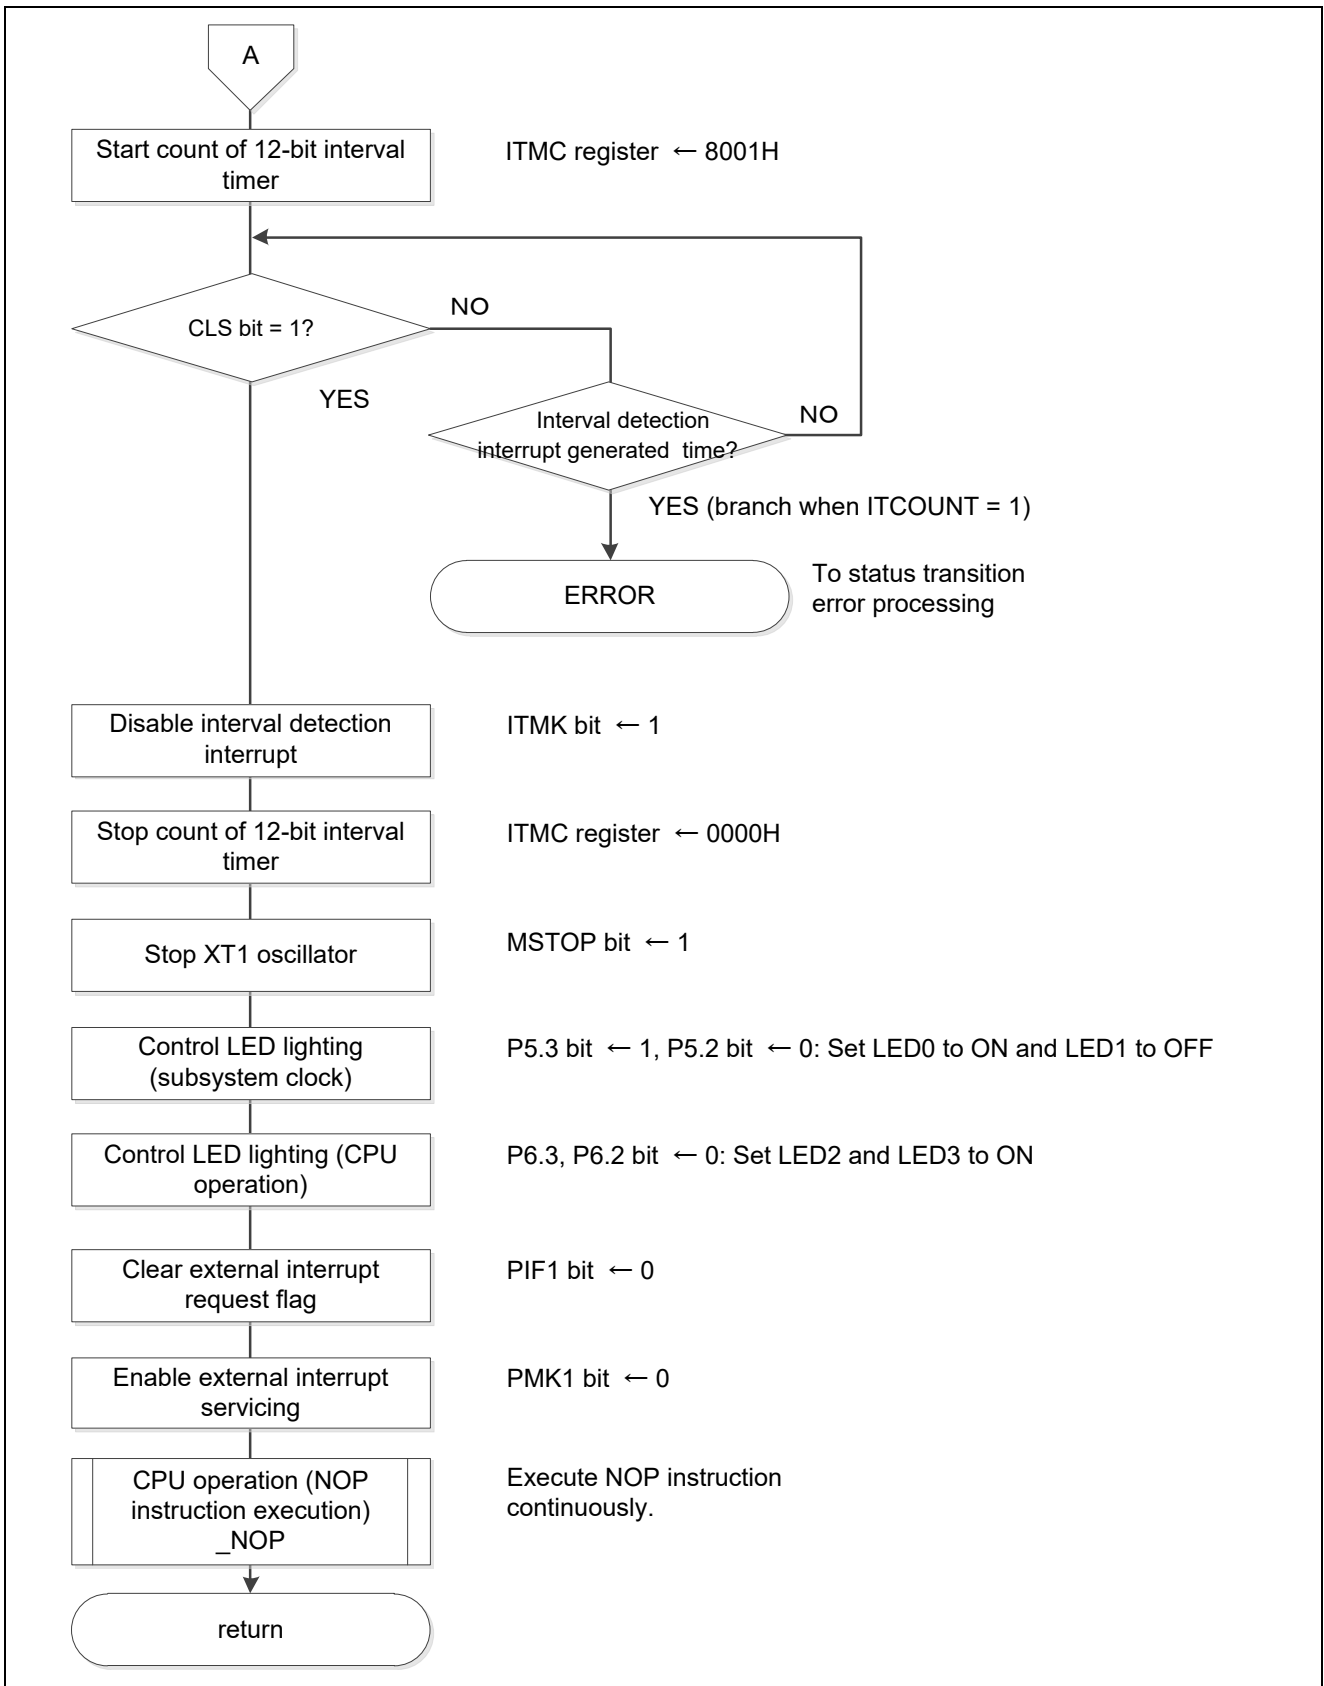 A
Start count of 12-bit interval
timer
ITMC register ← 8001H
CLS bit = 1?
NO
YES
Interval detection
interrupt generated  time?
NO
YES (branch when ITCOUNT = 1)
ERROR
To status transition
error processing
Disable interval detection
interrupt
ITMK bit ← 1
Stop count of 12-bit interval
timer
ITMC register ← 0000H
Stop XT1 oscillator
MSTOP bit ← 1
Control LED lighting
(subsystem clock)
P5.3 bit ← 1, P5.2 bit ← 0: Set LED0 to ON and LED1 to OFF
Control LED lighting (CPU
operation)
P6.3, P6.2 bit ← 0: Set LED2 and LED3 to ON
Clear external interrupt
request flag
PIF1 bit ← 0
Enable external interrupt
servicing
PMK1 bit ← 0
CPU operation (NOP
instruction execution)
_NOP
Execute NOP instruction
continuously.
return